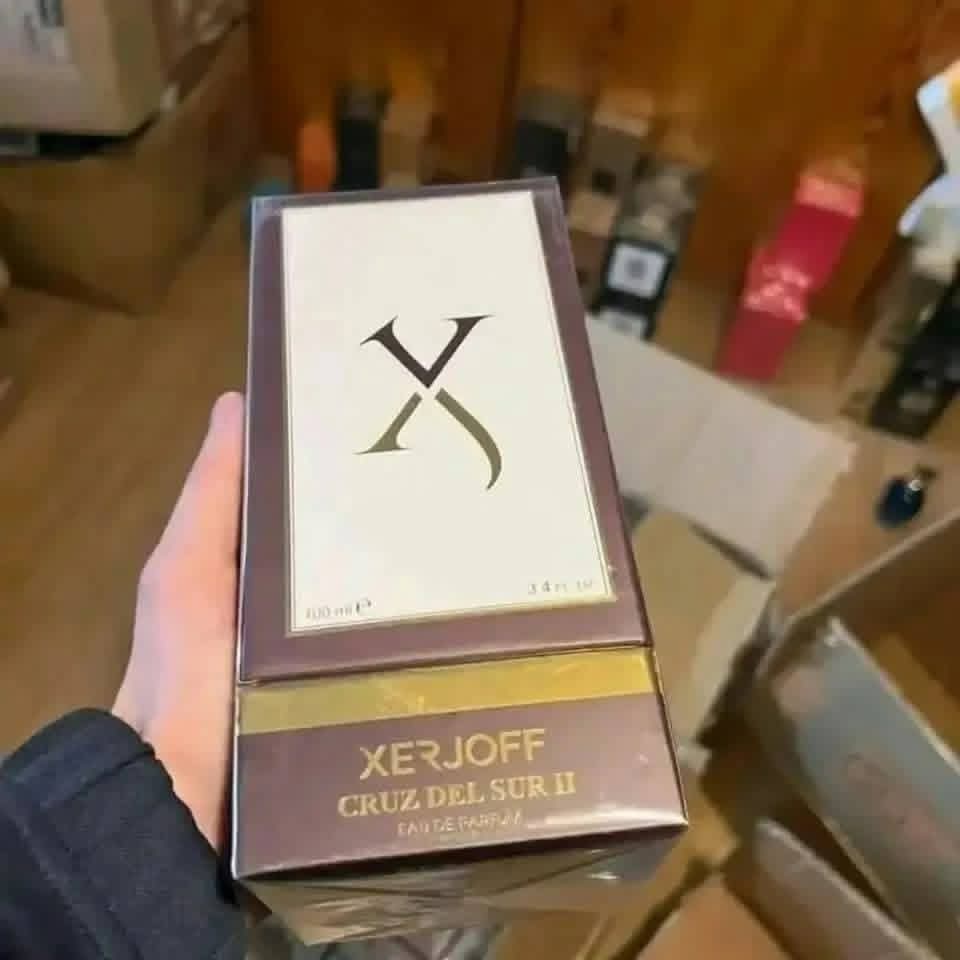 X
100 ml e
3.4 FL. OZ
XERJOFF
CRUZ DEL SUR II
EAU DE PARFUM